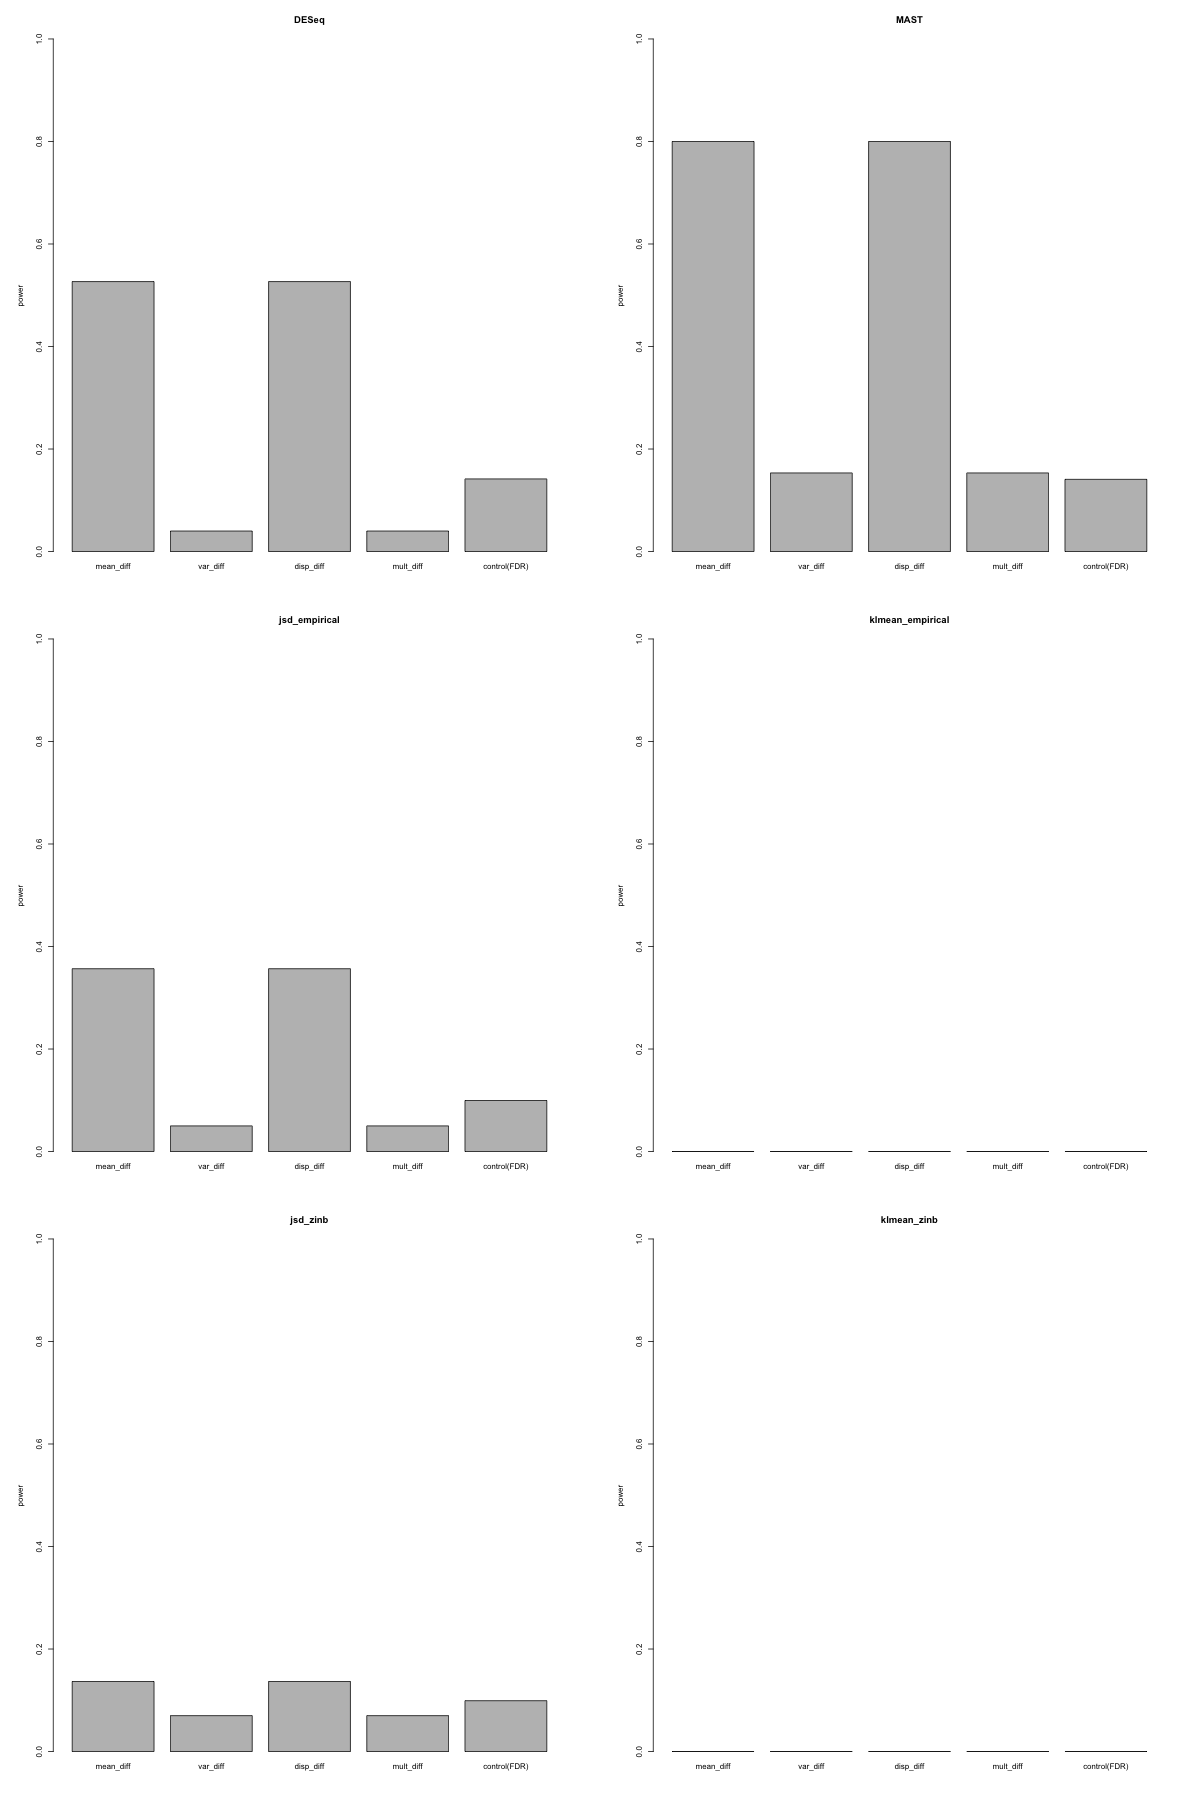 DESeq
power
0.0 0.2 0.4 0.6 0.8 1.0
mean_diff var_diff disp_diff mult_diff control(FDR)
MAST
power
0.0 0.2 0.4 0.6 0.8 1.0
mean_diff var_diff disp_diff mult_diff control(FDR)
jsd_empirical
power
0.0 0.2 0.4 0.6 0.8 1.0
mean_diff var_diff disp_diff mult_diff control(FDR)
klmean_empirical
power
0.0 0.2 0.4 0.6 0.8 1.0
mean_diff var_diff disp_diff mult_diff control(FDR)
jsd_zinb
power
0.0 0.2 0.4 0.6 0.8 1.0
mean_diff var_diff disp_diff mult_diff control(FDR)
klmean_zinb
power
0.0 0.2 0.4 0.6 0.8 1.0
mean_diff var_diff disp_diff mult_diff control(FDR)